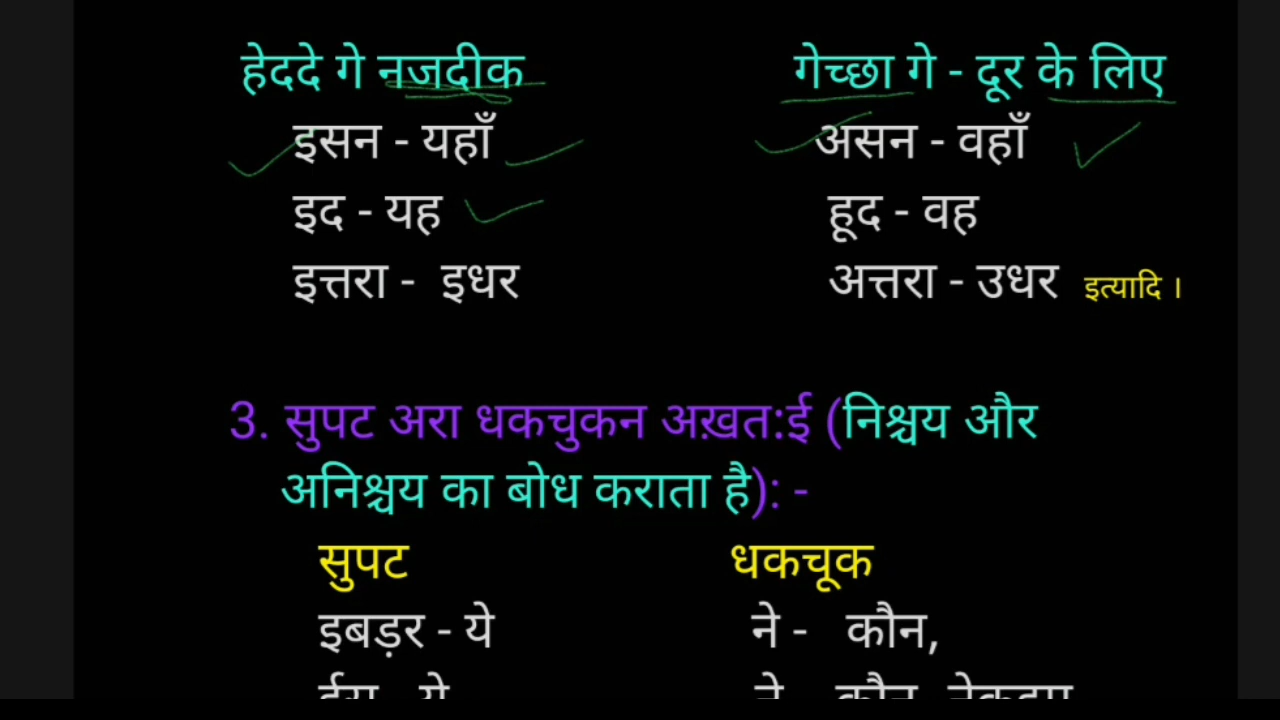 हेददे गे नजदीक गेच्छा गे - दूर के लिए
इसन - यहाँ असन - वहाँ
इद - यह हूद - वह
इत्तरा - इधर अत्तरा - उधर इत्यादि ।
3. सुपट अरा धकचुकन अख़त:ई (निश्चय और
अनिश्चय का बोध कराता है): -
सुपट धकचूक
इबड़र - ये ने - कौन,